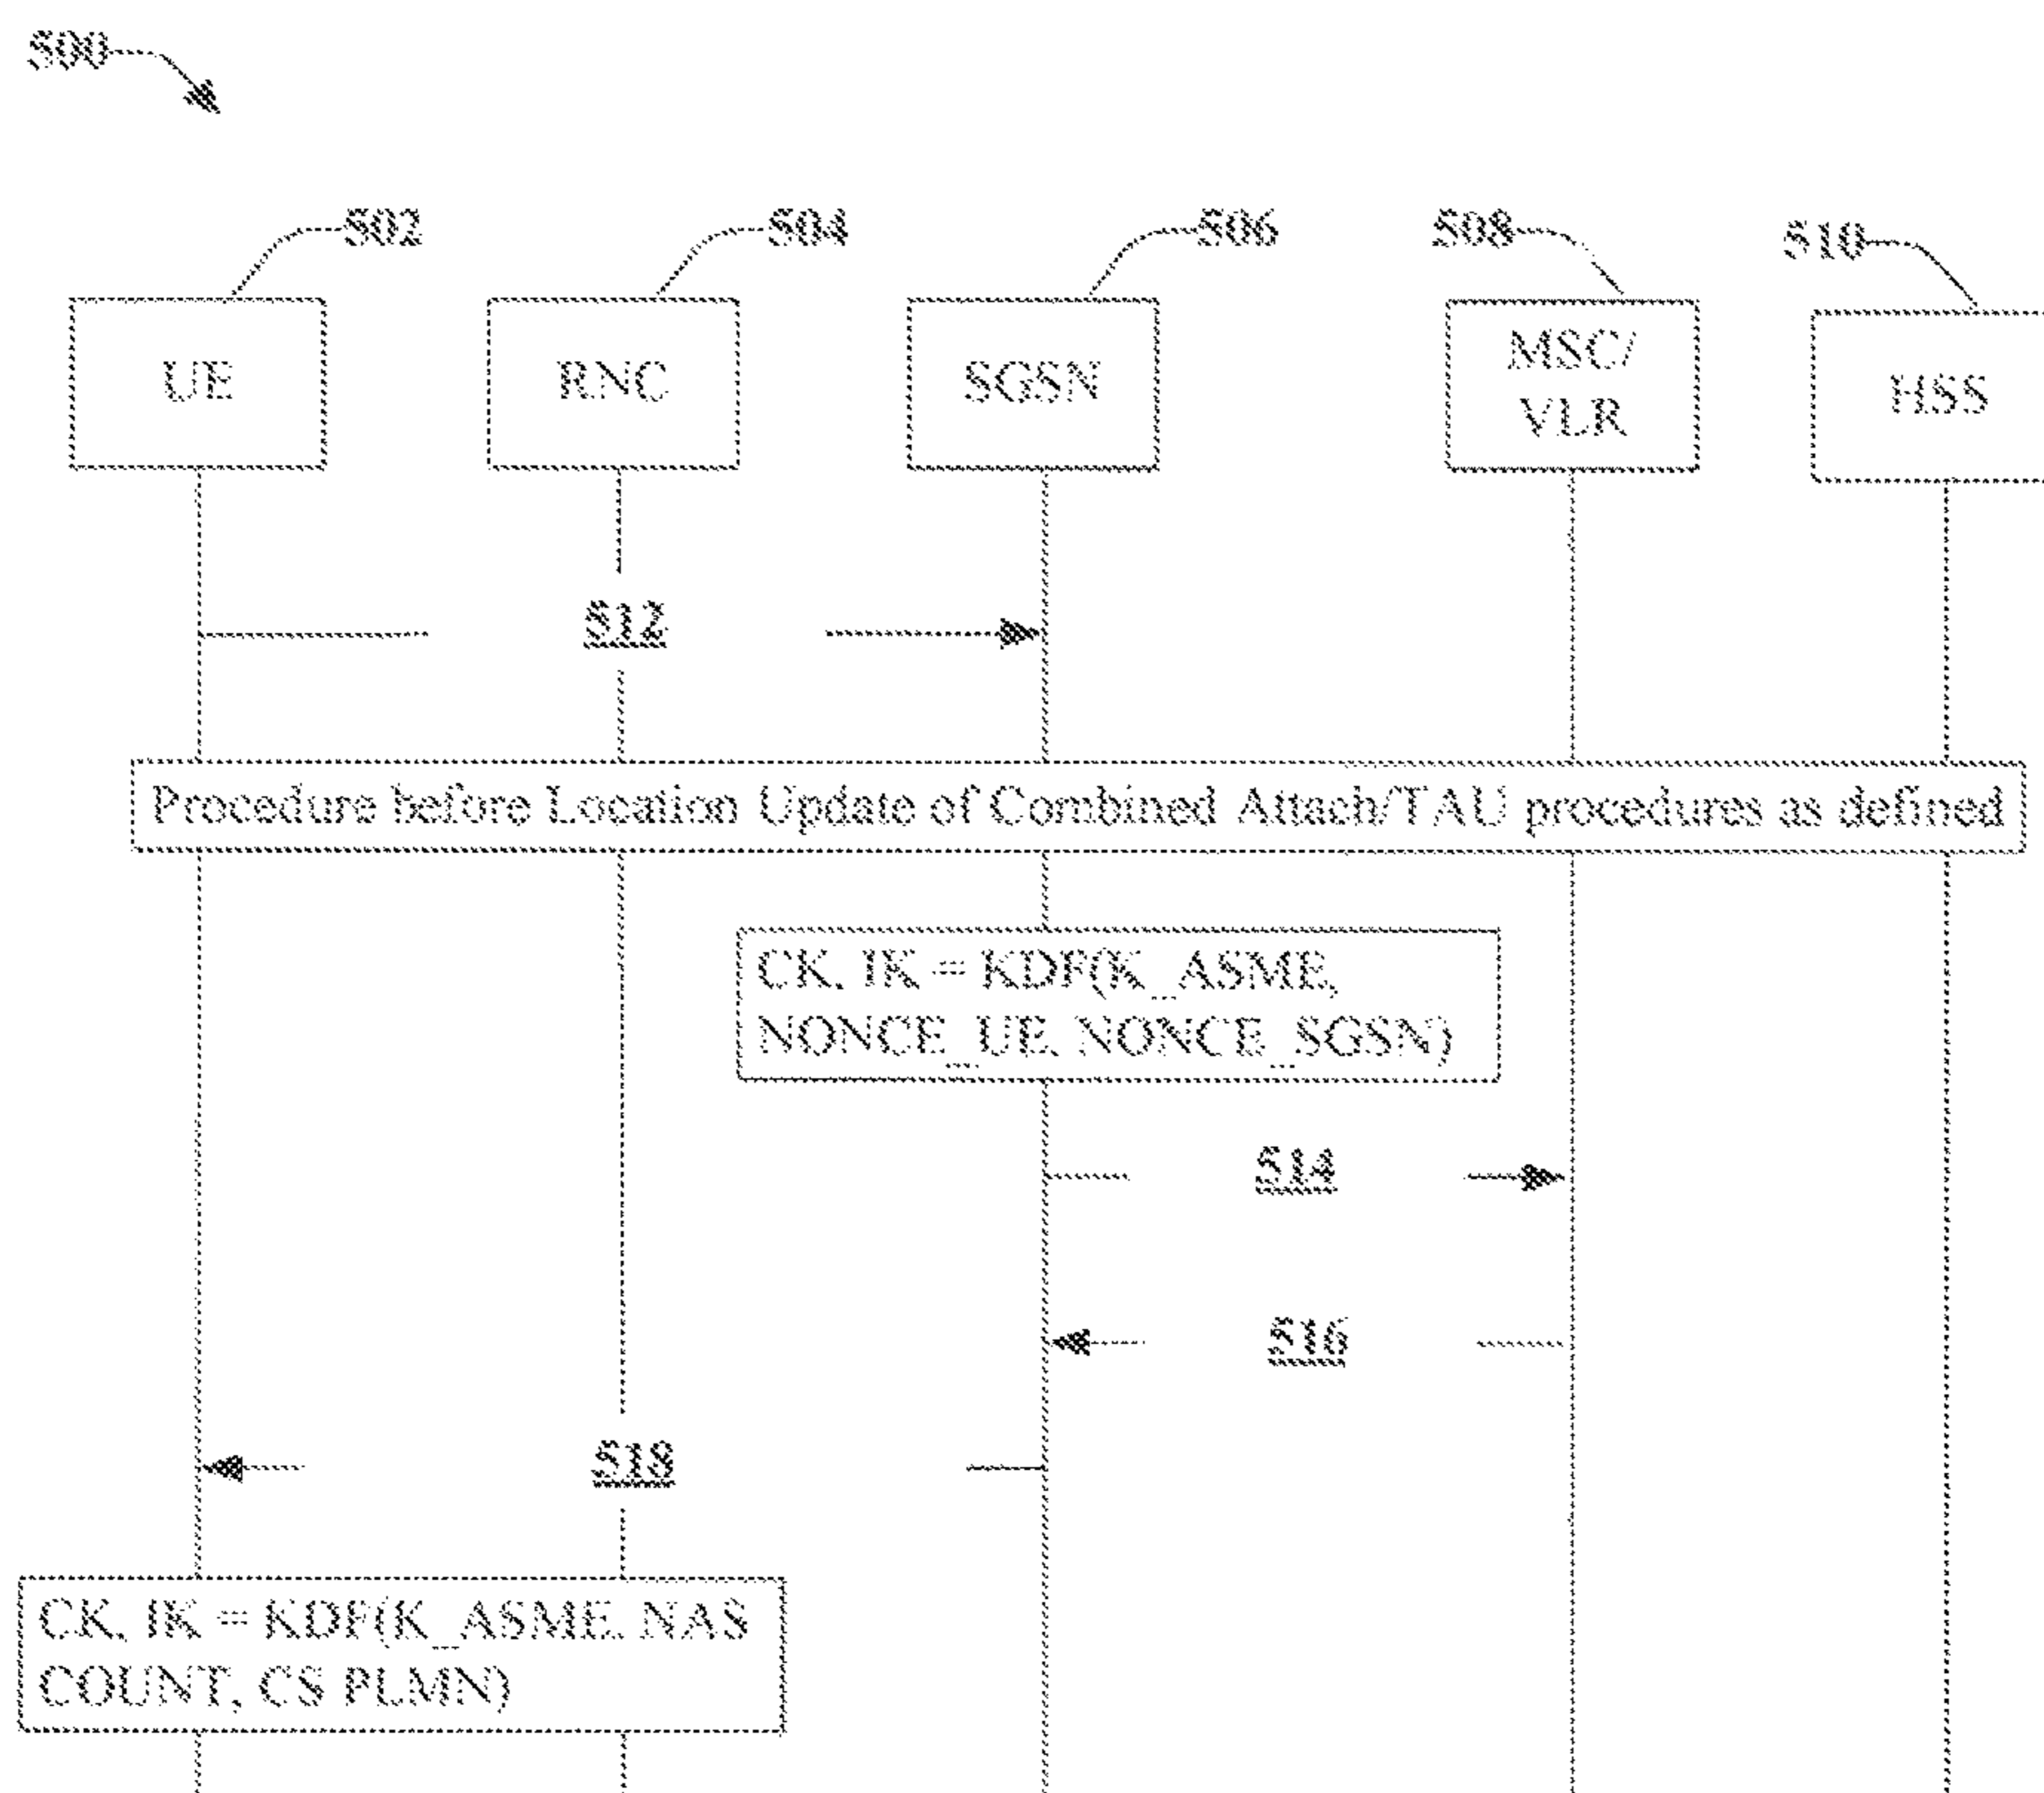 500
502
504
506
508
510
UE
RNC
SGSN
MSC/
VLR
HSS
512
Procedure before Location Update of Combined Attach/TAU procedures as defined
CK, IK = KDF(K_ASME,
NONCE_UE, NONCE_SGSN)
514
516
518
CK, IK = KDF(K_ASME, NAS
COUNT, CS PLMN)